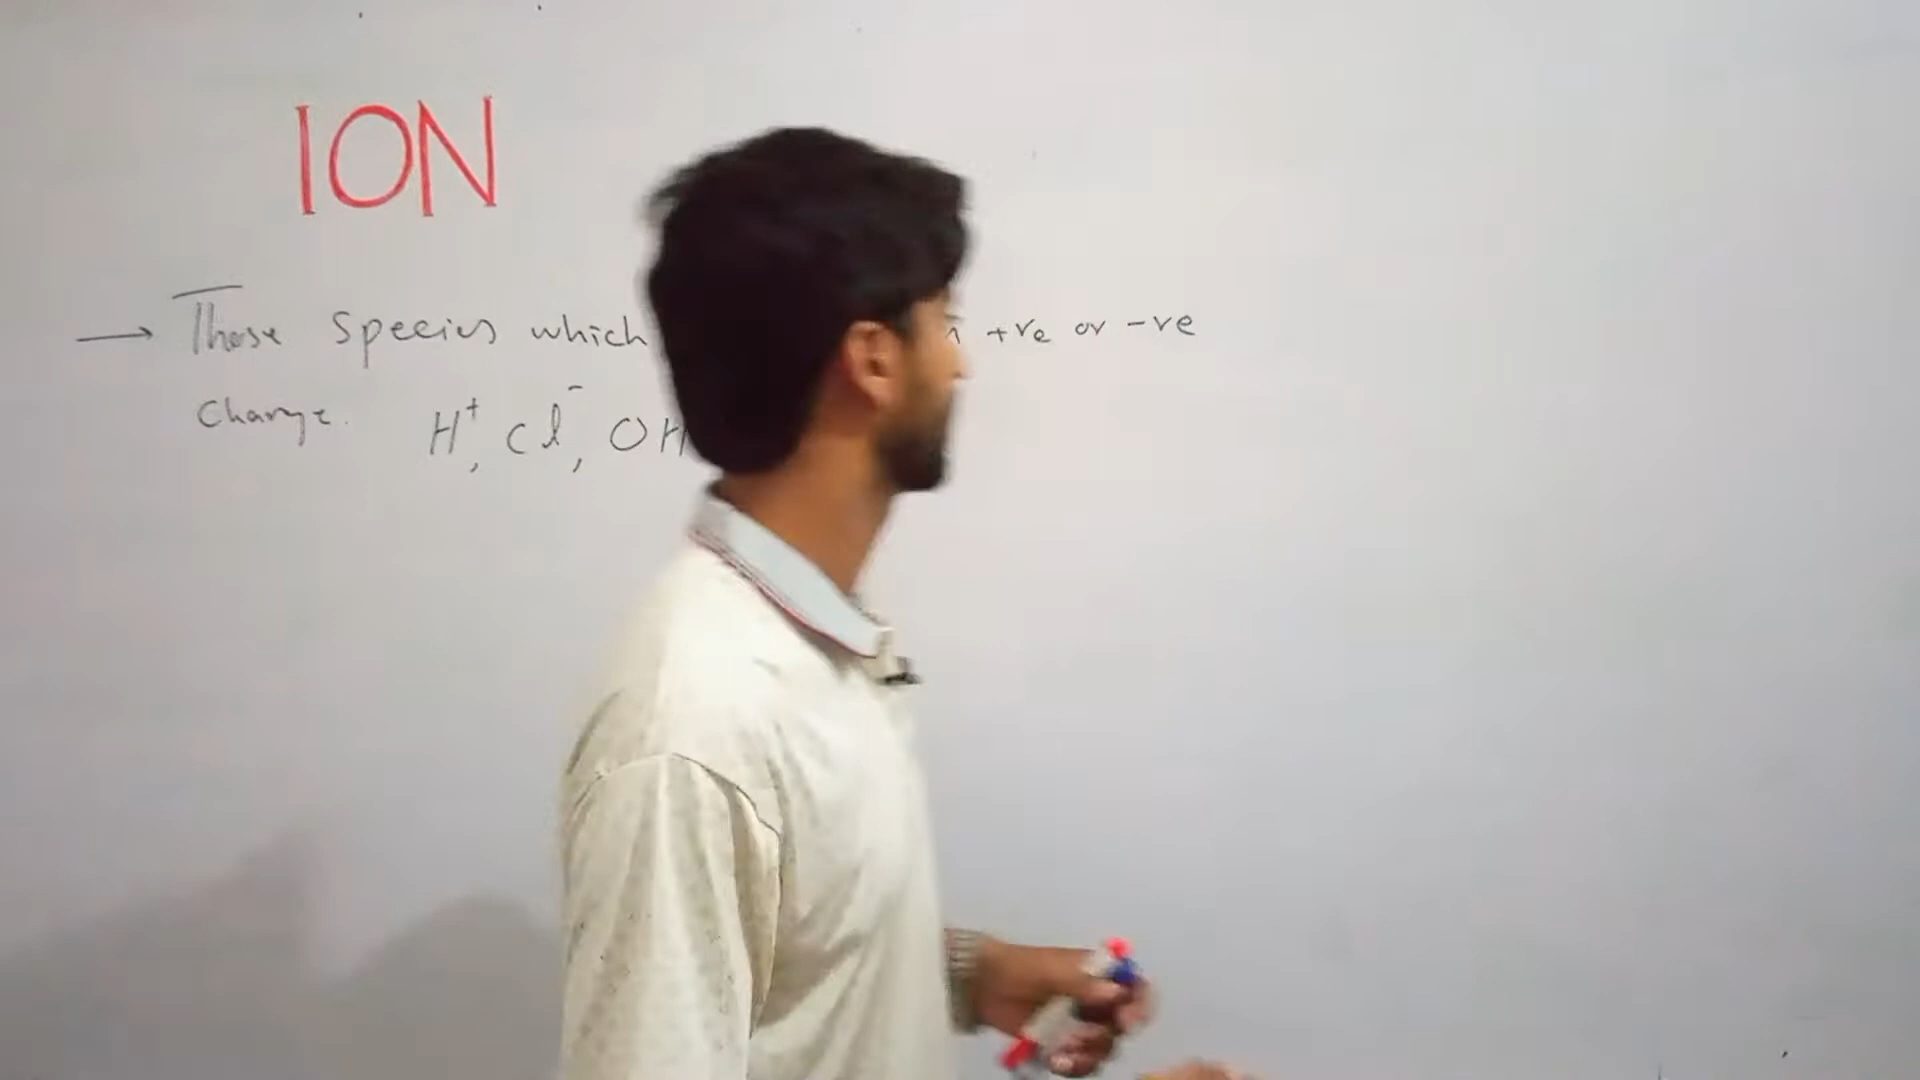 ION
→ Those Species which +ve or -ve
Charge. H⁺, Cl⁻, OH